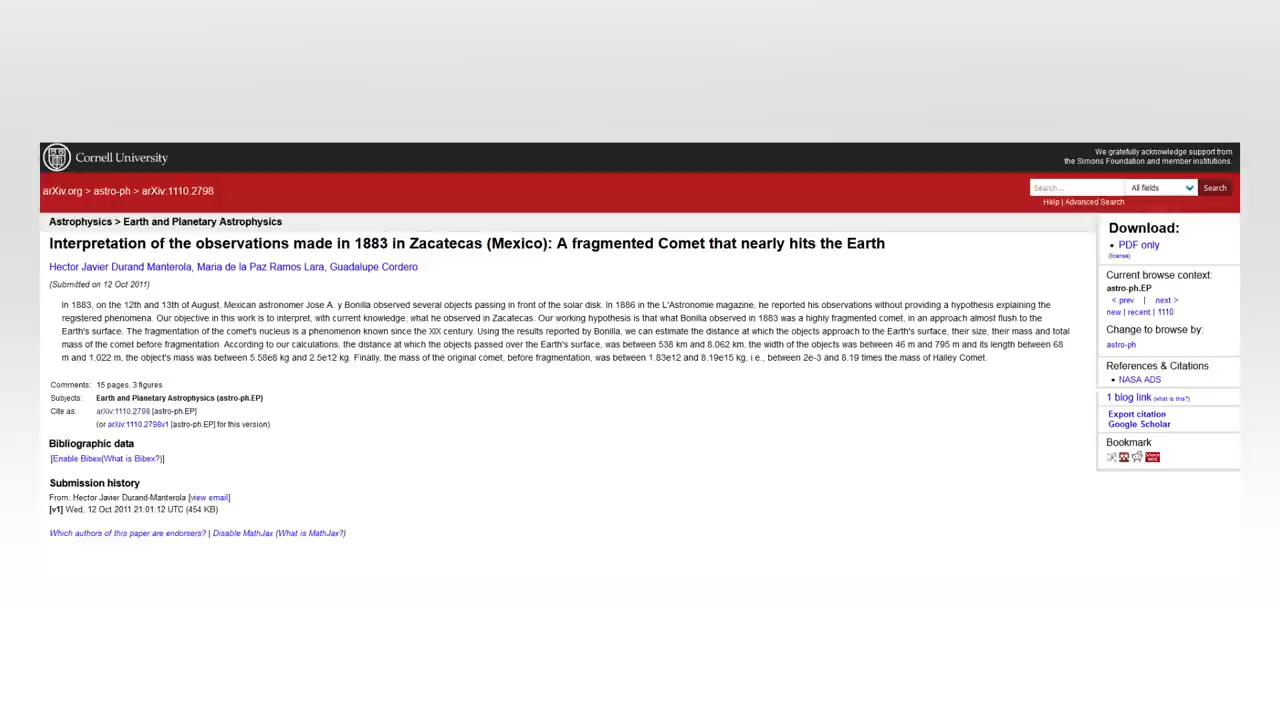 Cornell University
We gratefully acknowledge support from
the Simons Foundation and member institutions.
arXiv.org > astro-ph > arXiv:1110.2798
Search...
All fields
Search
Help | Advanced Search
Astrophysics > Earth and Planetary Astrophysics
Interpretation of the observations made in 1883 in Zacatecas (Mexico): A fragmented Comet that nearly hits the Earth
Hector Javier Durand Manterola, Maria de la Paz Ramos Lara, Guadalupe Cordero
(Submitted on 12 Oct 2011)
In 1883, on the 12th and 13th of August, Mexican astronomer Jose A. y Bonilla observed several objects passing in front of the solar disk. In 1886 in the L'Astronomie magazine, he reported his observations without providing a hypothesis explaining the
registered phenomena. Our objective in this work is to interpret, with current knowledge, what he observed in Zacatecas. Our working hypothesis is that what Bonilla observed in 1883 was a highly fragmented comet, in an approach almost flush to the
Earth's surface. The fragmentation of the comet's nucleus is a phenomenon known since the XIX century. Using the results reported by Bonilla, we can estimate the distance at which the objects approach to the Earth's surface, their size, their mass and total
mass of the comet before fragmentation. According to our calculations, the distance at which the objects passed over the Earth's surface, was between 538 km and 8,062 km, the width of the objects was between 46 m and 795 m and its length between 68
m and 1,022 m, the object's mass was between 5.58e8 kg and 2.5e12 kg. Finally, the mass of the original comet, before fragmentation, was between 1.83e12 and 8.19e15 kg, i.e., between 2e-3 and 8.19 times the mass of Halley Comet.
Comments: 15 pages, 3 figures
Subjects: Earth and Planetary Astrophysics (astro-ph.EP)
Cite as: arXiv:1110.2798 [astro-ph.EP]
(or arXiv:1110.2798v1 [astro-ph.EP] for this version)
Bibliographic data
[Enable Bibex(What is Bibex?)]
Submission history
From: Hector Javier Durand-Manterola [view email]
[v1] Wed, 12 Oct 2011 21:01:12 UTC (454 KB)
Which authors of this paper are endorsers? | Disable MathJax (What is MathJax?)
Download:
PDF only
(license)
Current browse context:
astro-ph.EP
< prev | next >
new | recent | 1110
Change to browse by:
astro-ph
References & Citations
NASA ADS
1 blog link (what is this?)
Export citation
Google Scholar
Bookmark